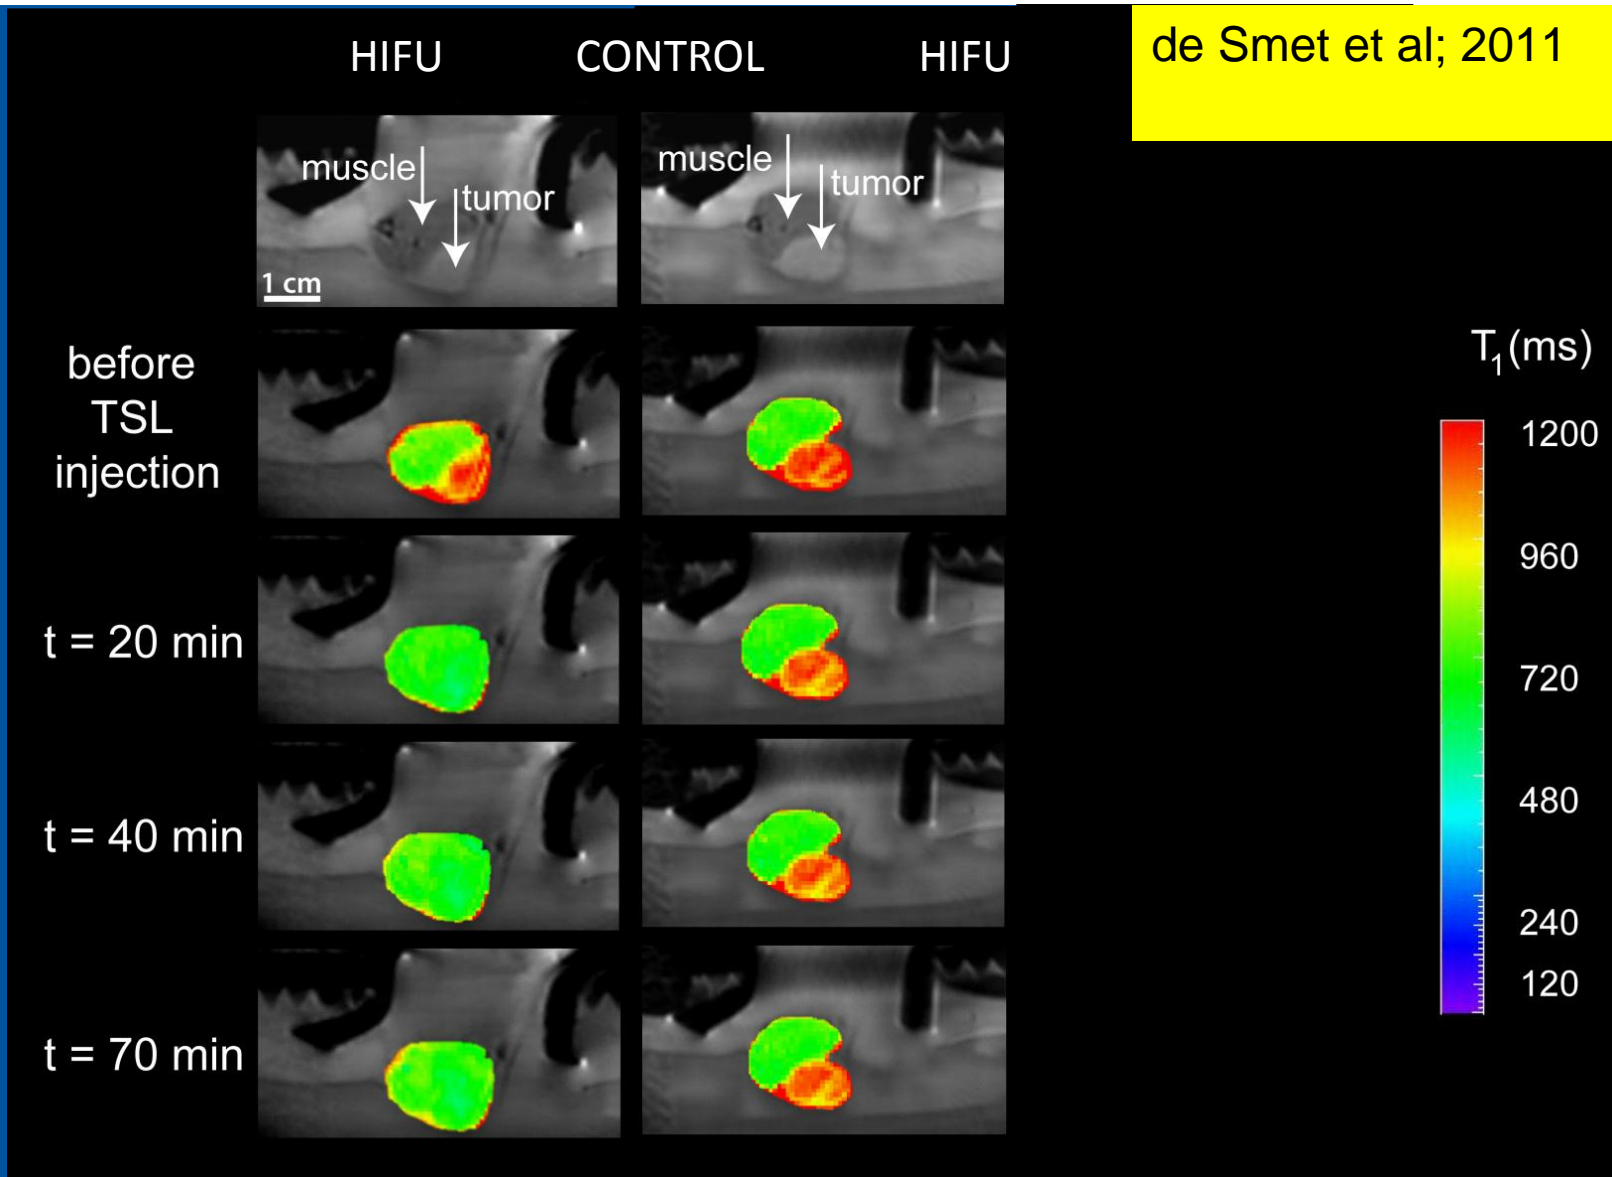 HIFU CONTROL HIFU
de Smet et al; 2011
muscle
tumor
1 cm
muscle
tumor
before
TSL
injection
t = 20 min
t = 40 min
t = 70 min
T1(ms)
1200
960
720
480
240
120